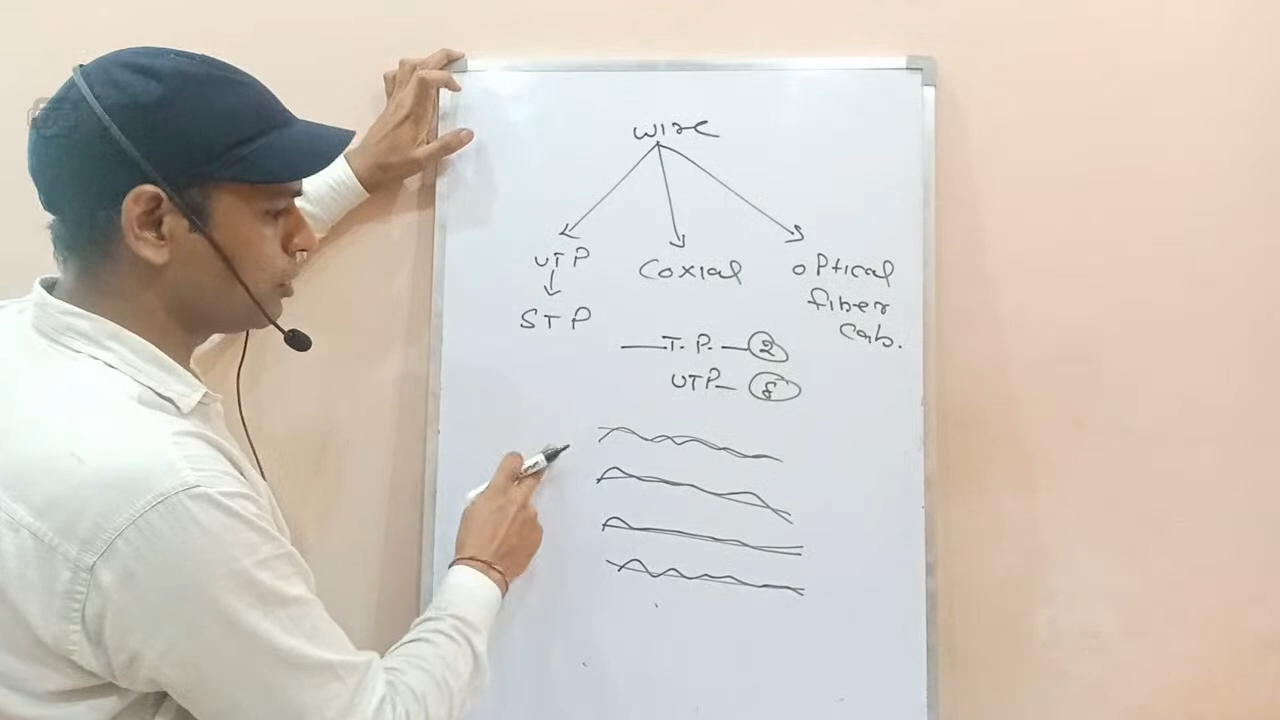 wire
UTP
Coxial
optical
fiber
Cab.
STP
T. P. - 2
UTP - 8